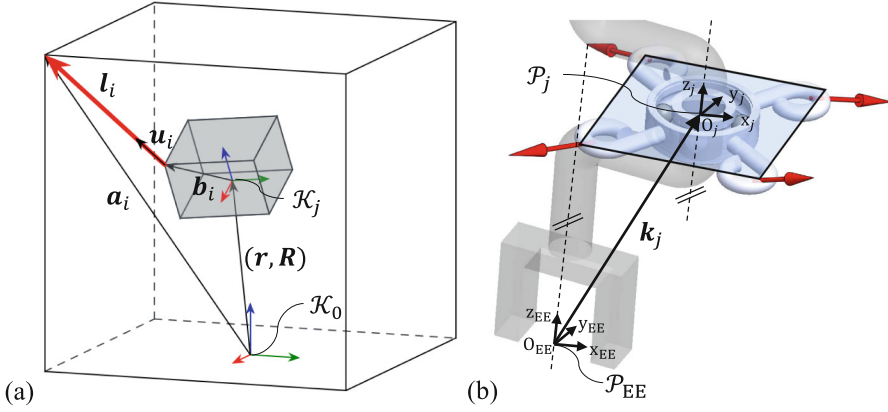 (a)
l_i
u_i
b_i
a_i
𝒦_j
(r, R)
𝒦_0
(b)
𝒫_j
z_j
y_j
x_j
O_j
k_j
z_EE
y_EE
x_EE
O_EE
𝒫_EE